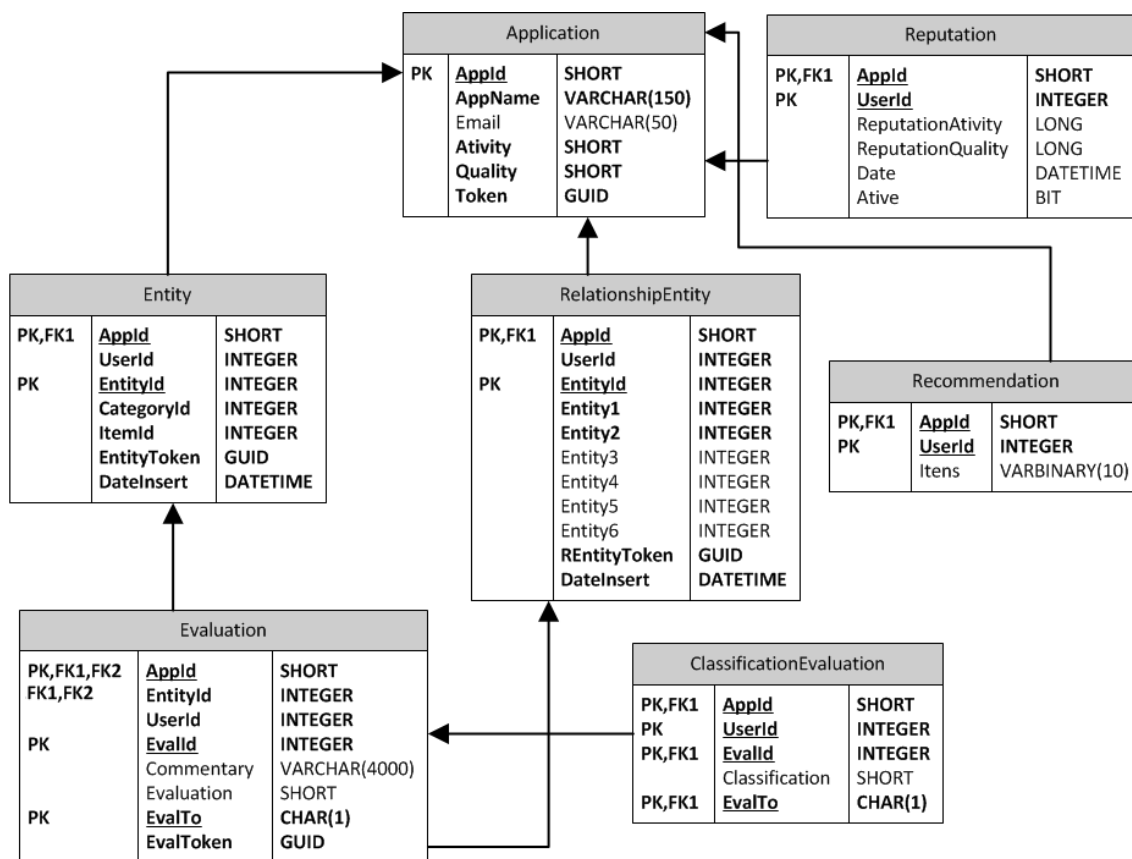 Application
PK AppId SHORT
AppName VARCHAR(150)
Email VARCHAR(50)
Ativity SHORT
Quality SHORT
Token GUID
Reputation
PK,FK1 AppId SHORT
PK UserId INTEGER
ReputationAtivity LONG
ReputationQuality LONG
Date DATETIME
Ative BIT
Entity
PK,FK1 AppId SHORT
UserId INTEGER
PK EntityId INTEGER
CategoryId INTEGER
ItemId INTEGER
EntityToken GUID
DateInsert DATETIME
RelationshipEntity
PK,FK1 AppId SHORT
UserId INTEGER
PK EntityId INTEGER
Entity1 INTEGER
Entity2 INTEGER
Entity3 INTEGER
Entity4 INTEGER
Entity5 INTEGER
Entity6 INTEGER
REntityToken GUID
DateInsert DATETIME
Recommendation
PK,FK1 AppId SHORT
PK UserId INTEGER
Itens VARBINARY(10)
Evaluation
PK,FK1,FK2 AppId SHORT
FK1,FK2 EntityId INTEGER
UserId INTEGER
PK EvalId INTEGER
Commentary VARCHAR(4000)
Evaluation SHORT
PK EvalTo CHAR(1)
EvalToken GUID
ClassificationEvaluation
PK,FK1 AppId SHORT
PK UserId INTEGER
PK,FK1 EvalId INTEGER
Classification SHORT
PK,FK1 EvalTo CHAR(1)